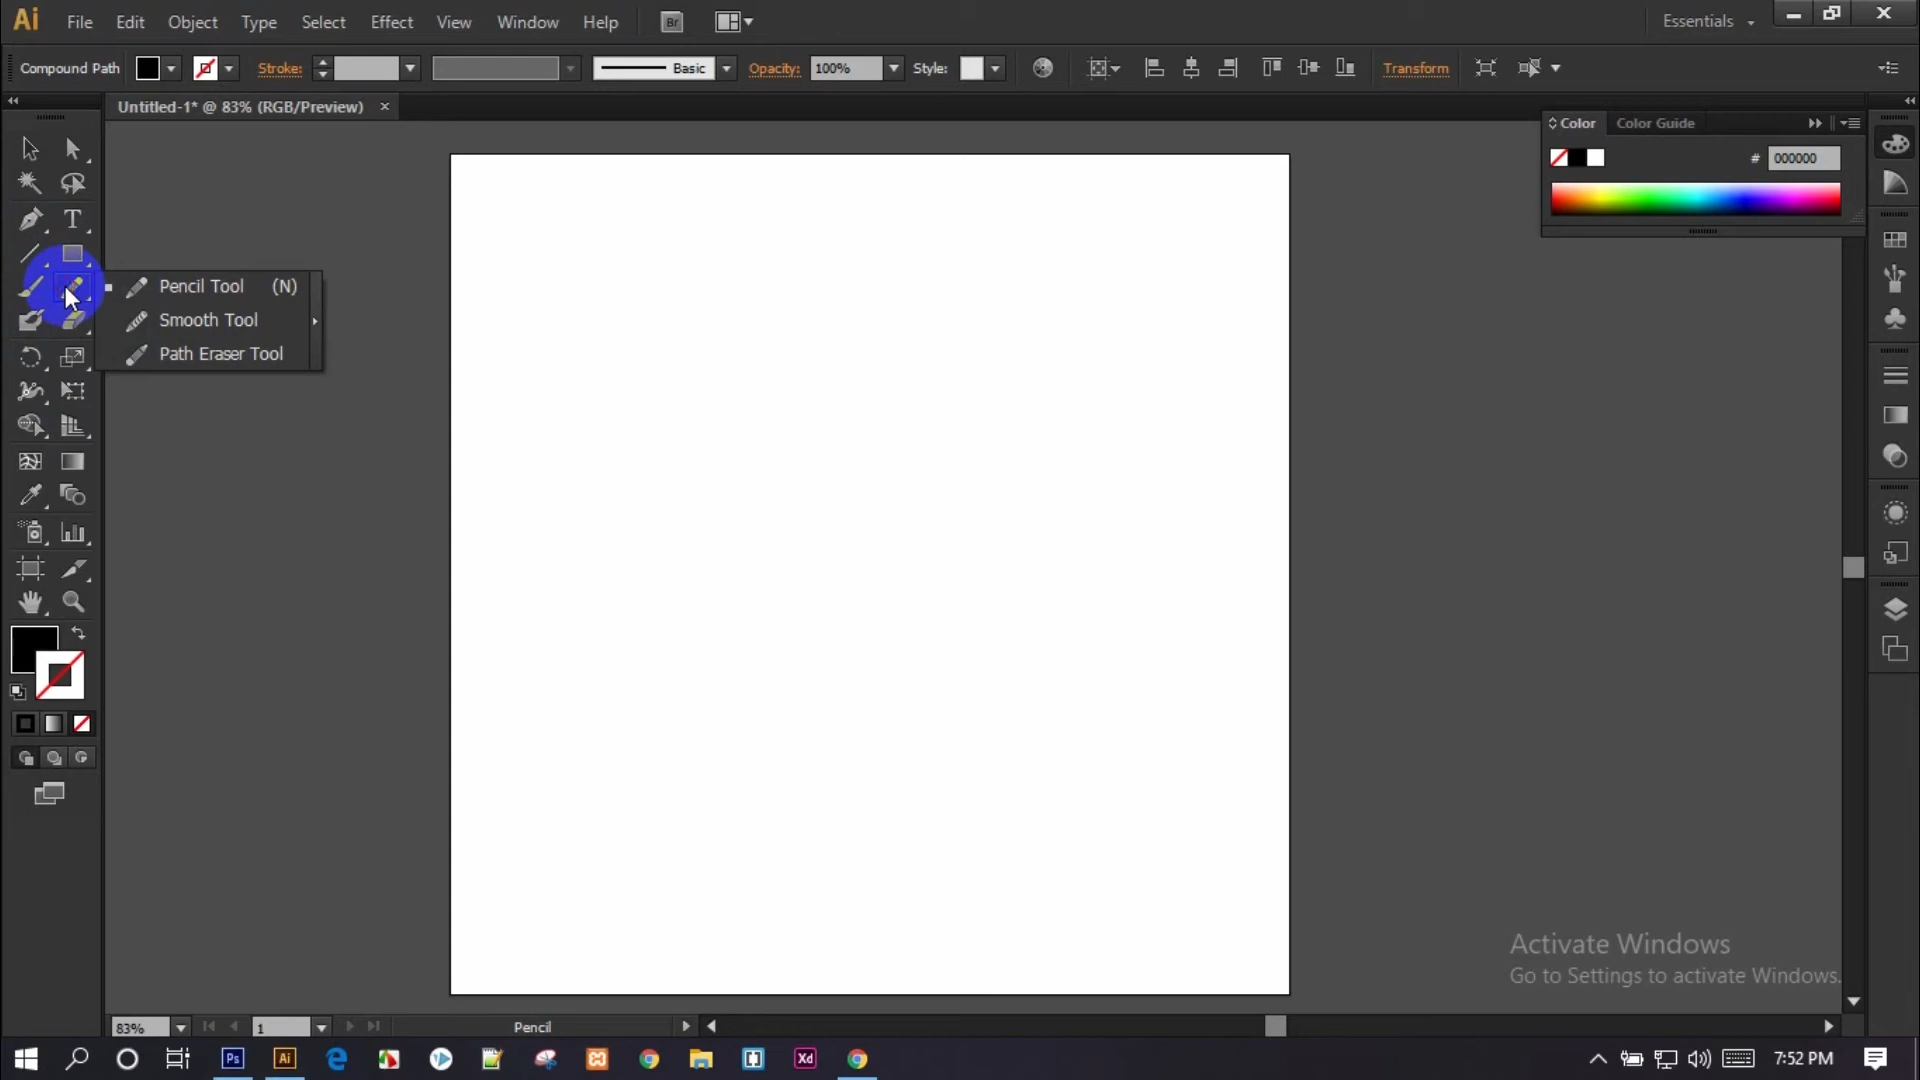 Ai File Edit Object Type Select Effect View Window Help Br Essentials
Compound Path Stroke: Basic Opacity: 100% Style: Transform
Untitled-1* @ 83% (RGB/Preview) ×
Color Color Guide
# 000000
T
Pencil Tool (N)
Smooth Tool
Path Eraser Tool
Activate Windows
Go to Settings to activate Windows.
83% 1 Pencil
Ps Ai Xd 7:52 PM